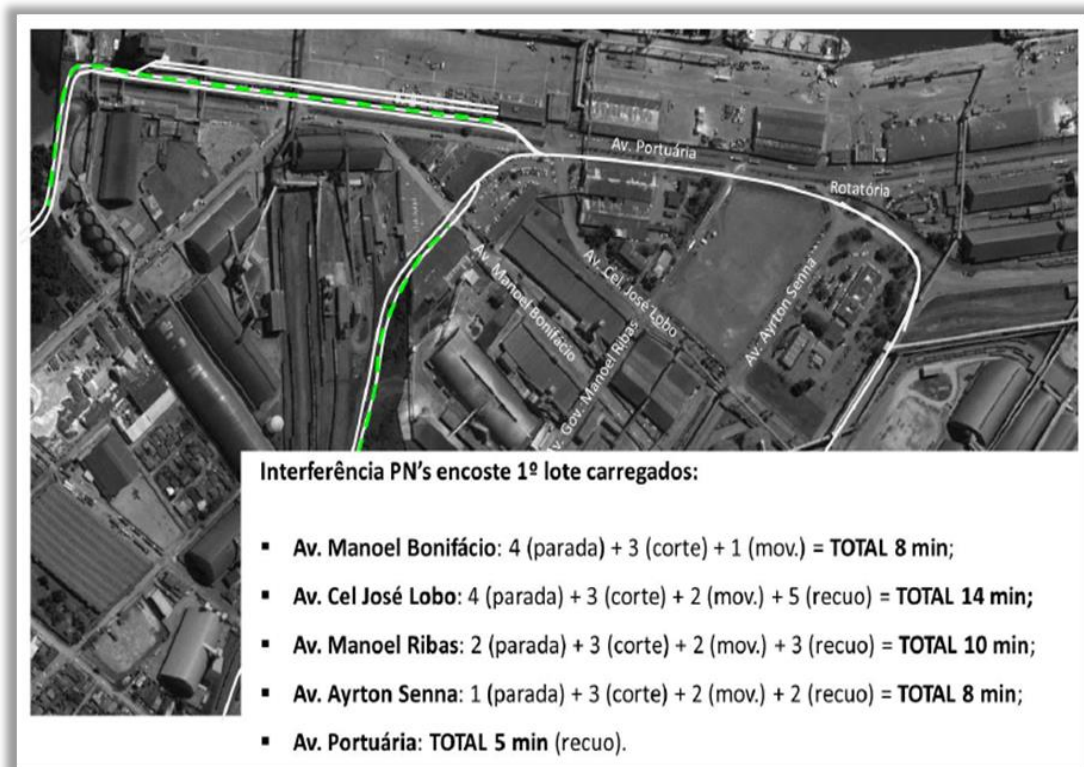 Av. Portuária
Rotatória
Av. Manoel Bonifácio
Av. Cel José Lobo
Av. Gov. Manoel Ribas
Av. Ayrton Senna
Interferência PN’s encoste 1º lote carregados:
▪ Av. Manoel Bonifácio: 4 (parada) + 3 (corte) + 1 (mov.) = TOTAL 8 min;
▪ Av. Cel José Lobo: 4 (parada) + 3 (corte) + 2 (mov.) + 5 (recuo) = TOTAL 14 min;
▪ Av. Manoel Ribas: 2 (parada) + 3 (corte) + 2 (mov.) + 3 (recuo) = TOTAL 10 min;
▪ Av. Ayrton Senna: 1 (parada) + 3 (corte) + 2 (mov.) + 2 (recuo) = TOTAL 8 min;
▪ Av. Portuária: TOTAL 5 min (recuo).